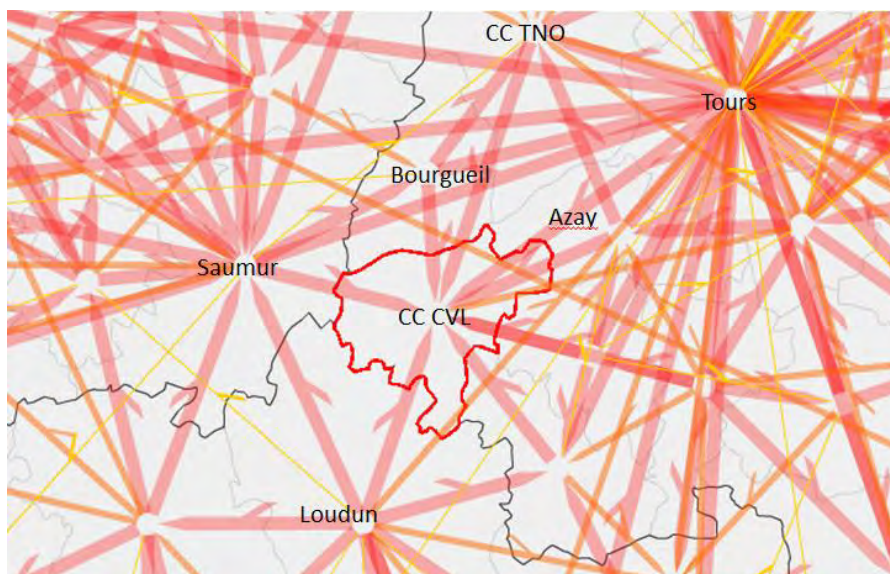 CC TNO
Tours
Bourgueil
Azay
Saumur
CC CVL
Loudun